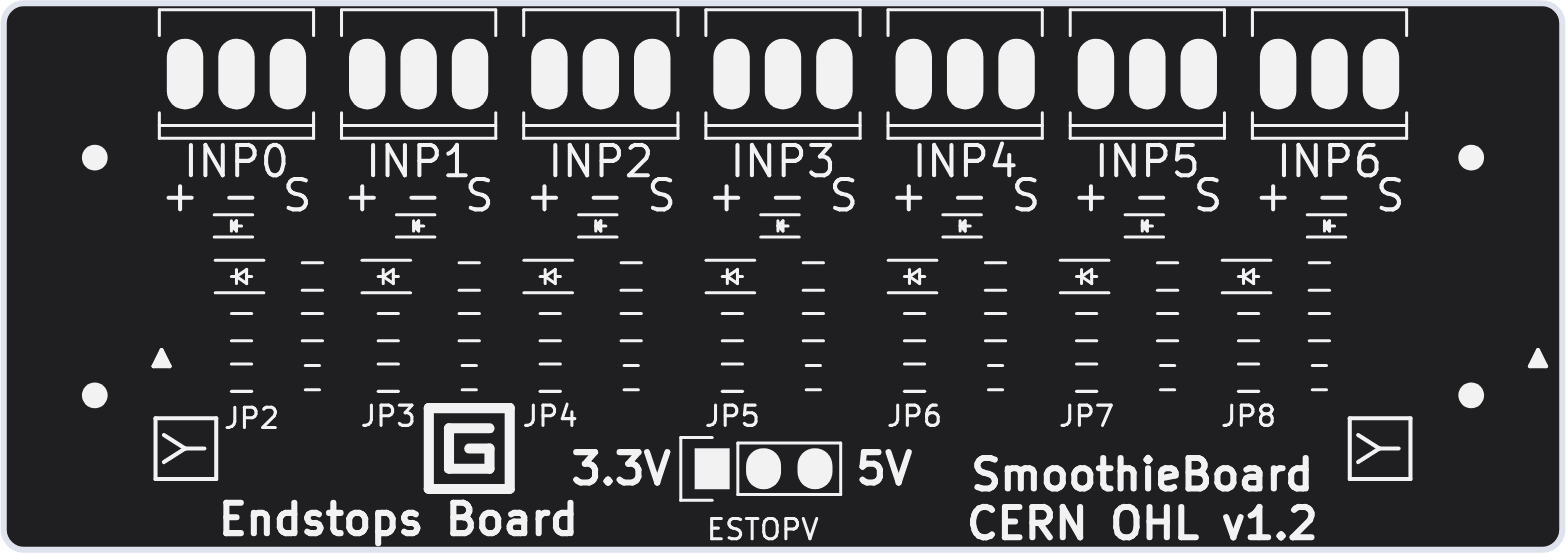 INP0 INP1 INP2 INP3 INP4 INP5 INP6
+ − S + − S + − S + − S + − S + − S + − S
JP2 JP3 JP4 JP5 JP6 JP7 JP8
G
3.3V 5V
ESTOPV
Endstops Board
SmoothieBoard
CERN OHL v1.2